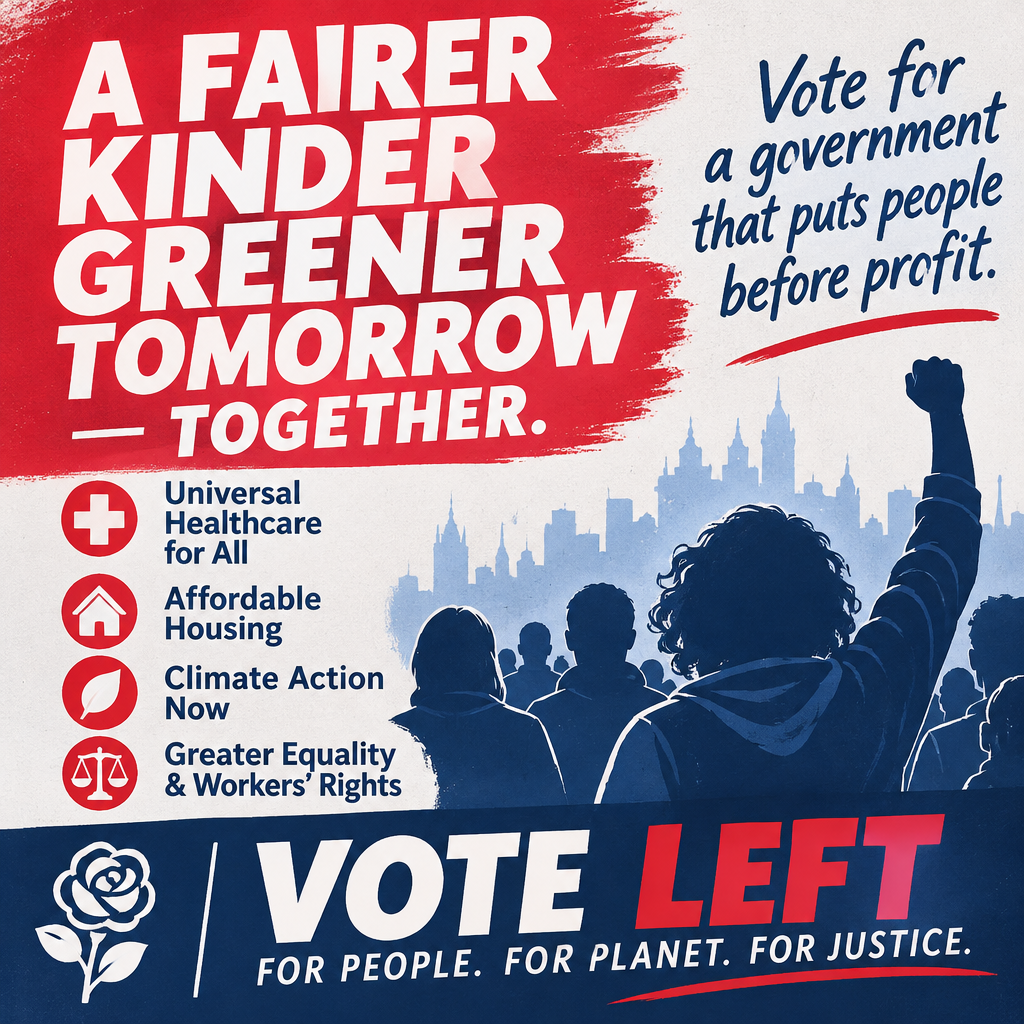 A FAIRER
KINDER
GREENER
TOMORROW
— TOGETHER.
Vote for
a government
that puts people
before profit.
Universal
Healthcare
for All
Affordable
Housing
Climate Action
Now
Greater Equality
& Workers' Rights
VOTE LEFT
FOR PEOPLE. FOR PLANET. FOR JUSTICE.